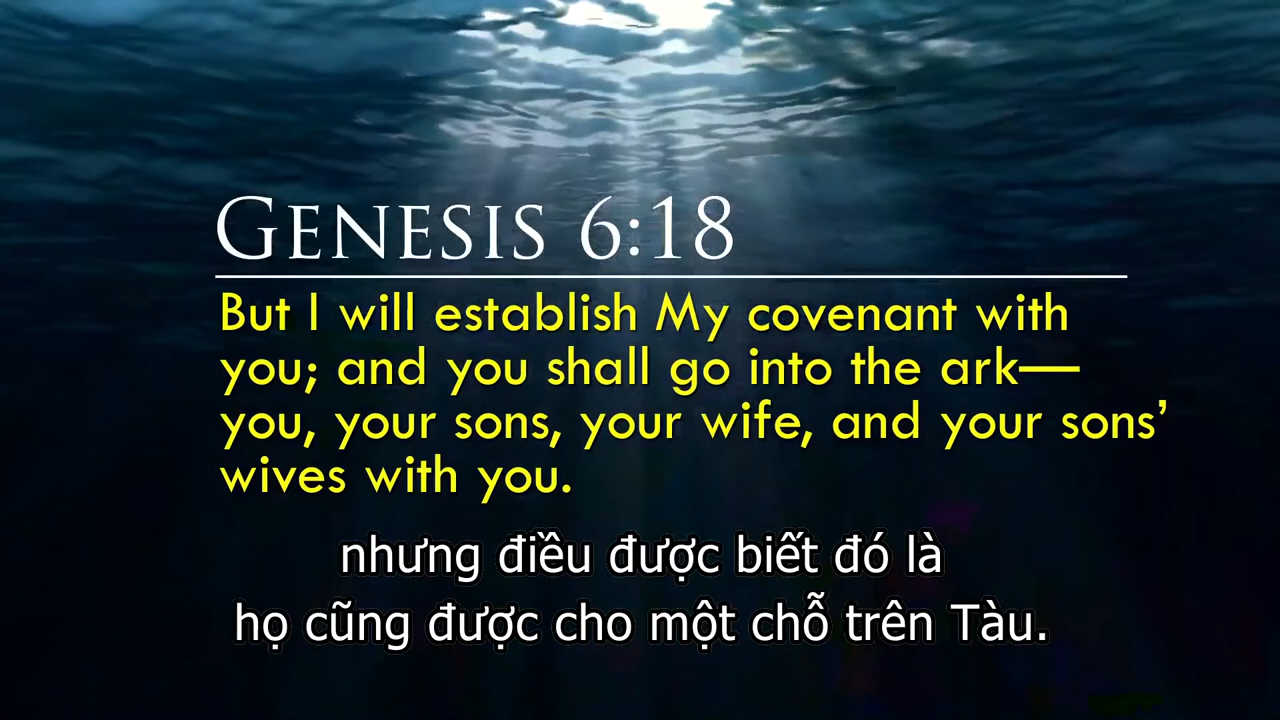 GENESIS 6:18
But I will establish My covenant with
you; and you shall go into the ark—
you, your sons, your wife, and your sons’
wives with you.
nhưng điều được biết đó là
họ cũng được cho một chỗ trên Tàu.